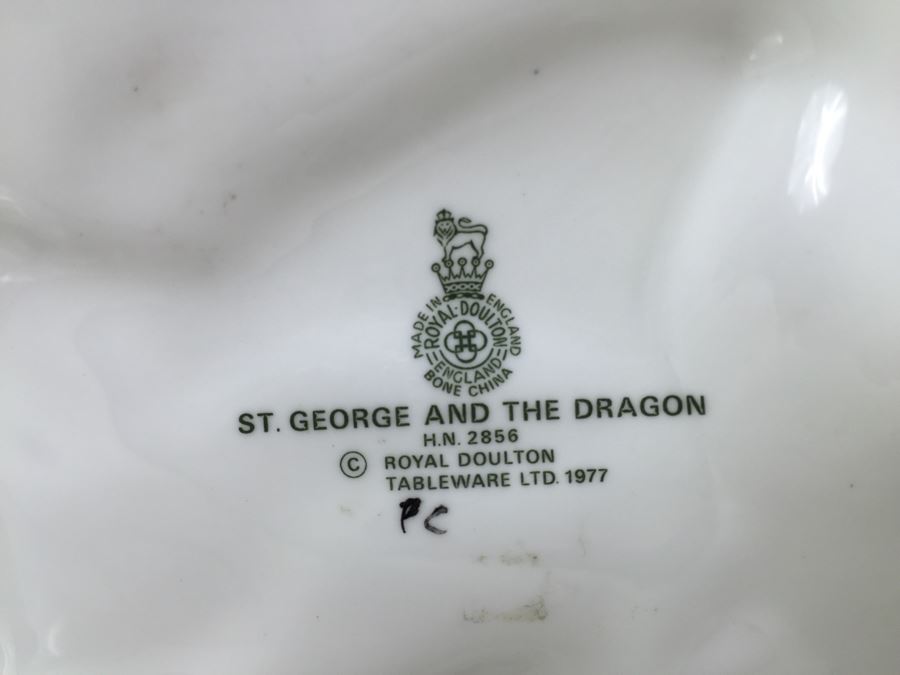 MADE IN ENGLAND
ROYAL·DOULTON
ENGLAND
BONE CHINA
ST. GEORGE AND THE DRAGON
H.N. 2856
© ROYAL DOULTON
TABLEWARE LTD. 1977
PC